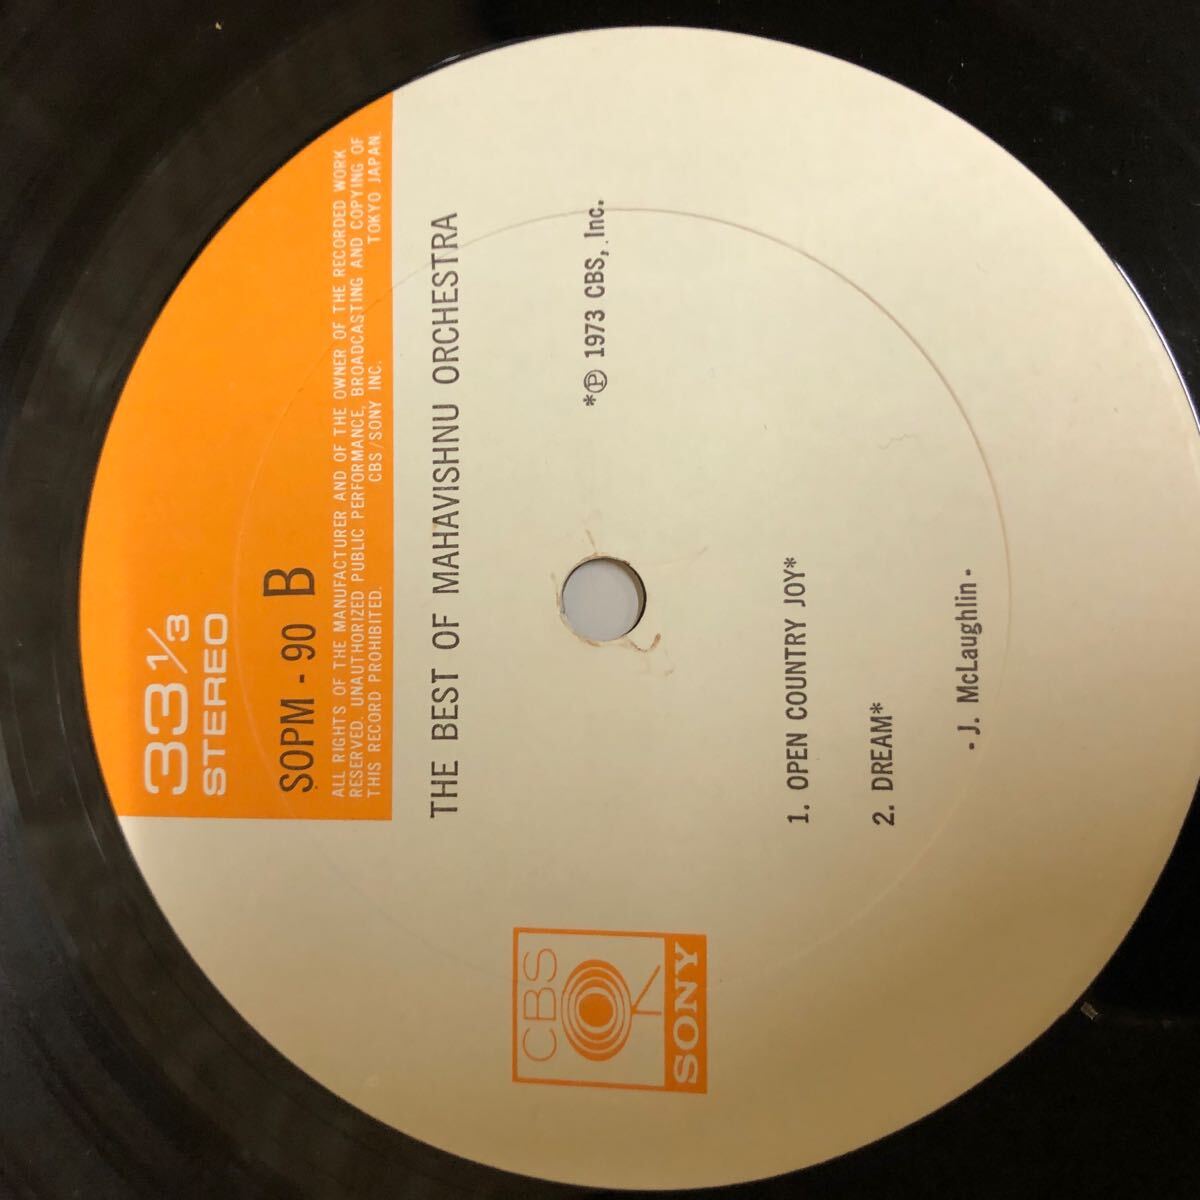 33 1/3
STEREO
SOPM - 90 B
ALL RIGHTS OF THE MANUFACTURER AND OF THE OWNER OF THE RECORDED WORK
RESERVED. UNAUTHORIZED PUBLIC PERFORMANCE, BROADCASTING AND COPYING OF
THIS RECORD PROHIBITED. CBS/SONY INC. TOKYO JAPAN
THE BEST OF MAHAVISHNU ORCHESTRA
CBS
SONY
*℗ 1973 CBS, Inc.
1. OPEN COUNTRY JOY*
2. DREAM*
-J. McLaughlin-